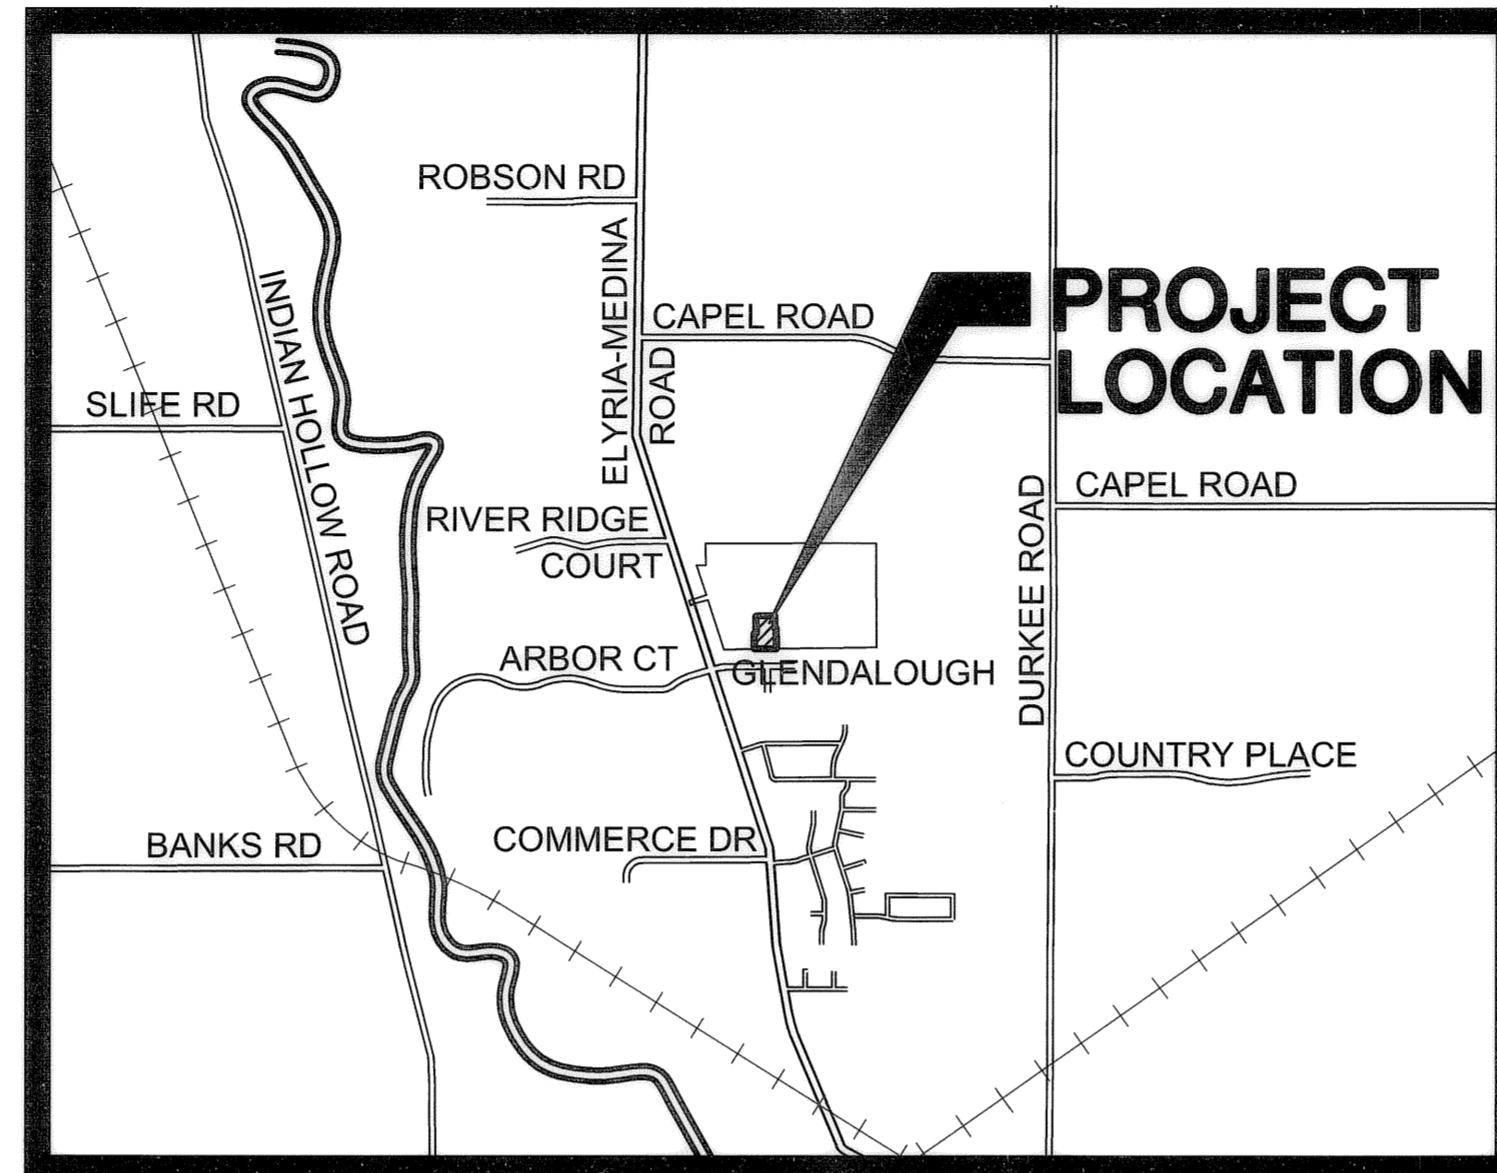 ROBSON RD
ELYRIA-MEDINA
ROAD
CAPEL ROAD
PROJECT
LOCATION
INDIAN HOLLOW ROAD
SLIFE RD
CAPEL ROAD
DURKEE ROAD
RIVER RIDGE
COURT
ARBOR CT
GLENDALOUGH
COUNTRY PLACE
COMMERCE DR
BANKS RD